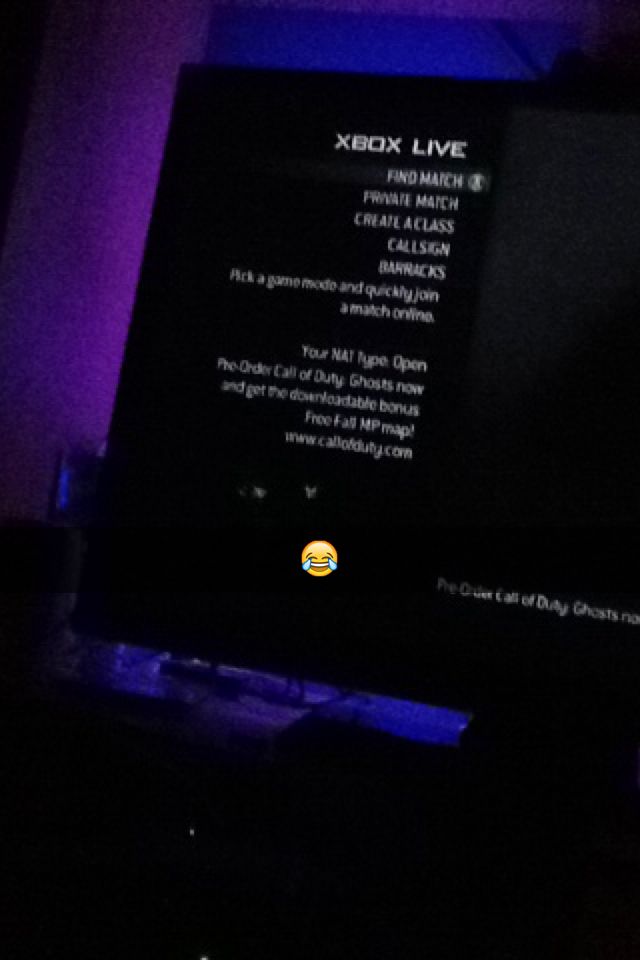 XBOX LIVE
FIND MATCH
PRIVATE MATCH
CREATE A CLASS
CALLSIGN
BARRACKS
Pick a game mode and quickly join
a match online.
Your NAT Type: Open
Pre-Order Call of Duty: Ghosts now
and get the downloadable bonus
Free Fall MP map!
www.callofduty.com
Pre-Order Call of Duty: Ghosts no